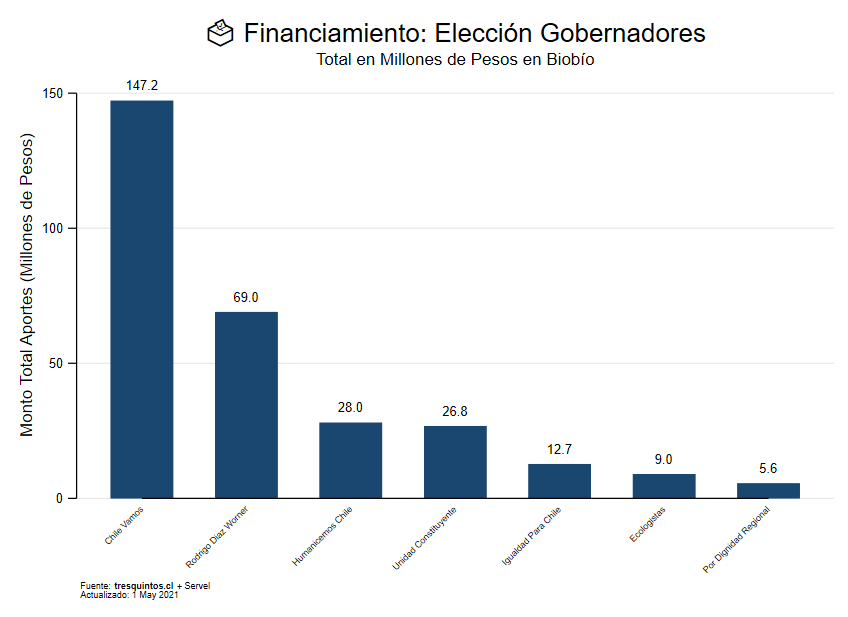 Financiamiento: Elección Gobernadores
Total en Millones de Pesos en Biobío
Monto Total Aportes (Millones de Pesos)
150
100
50
0
147.2
69.0
28.0
26.8
12.7
9.0
5.6
Chile Vamos
Rodrigo Diaz Worner
Humanicemos Chile
Unidad Constituyente
Igualdad Para Chile
Ecologistas
Por Dignidad Regional
Fuente: tresquintos.cl + Servel
Actualizado: 1 May 2021